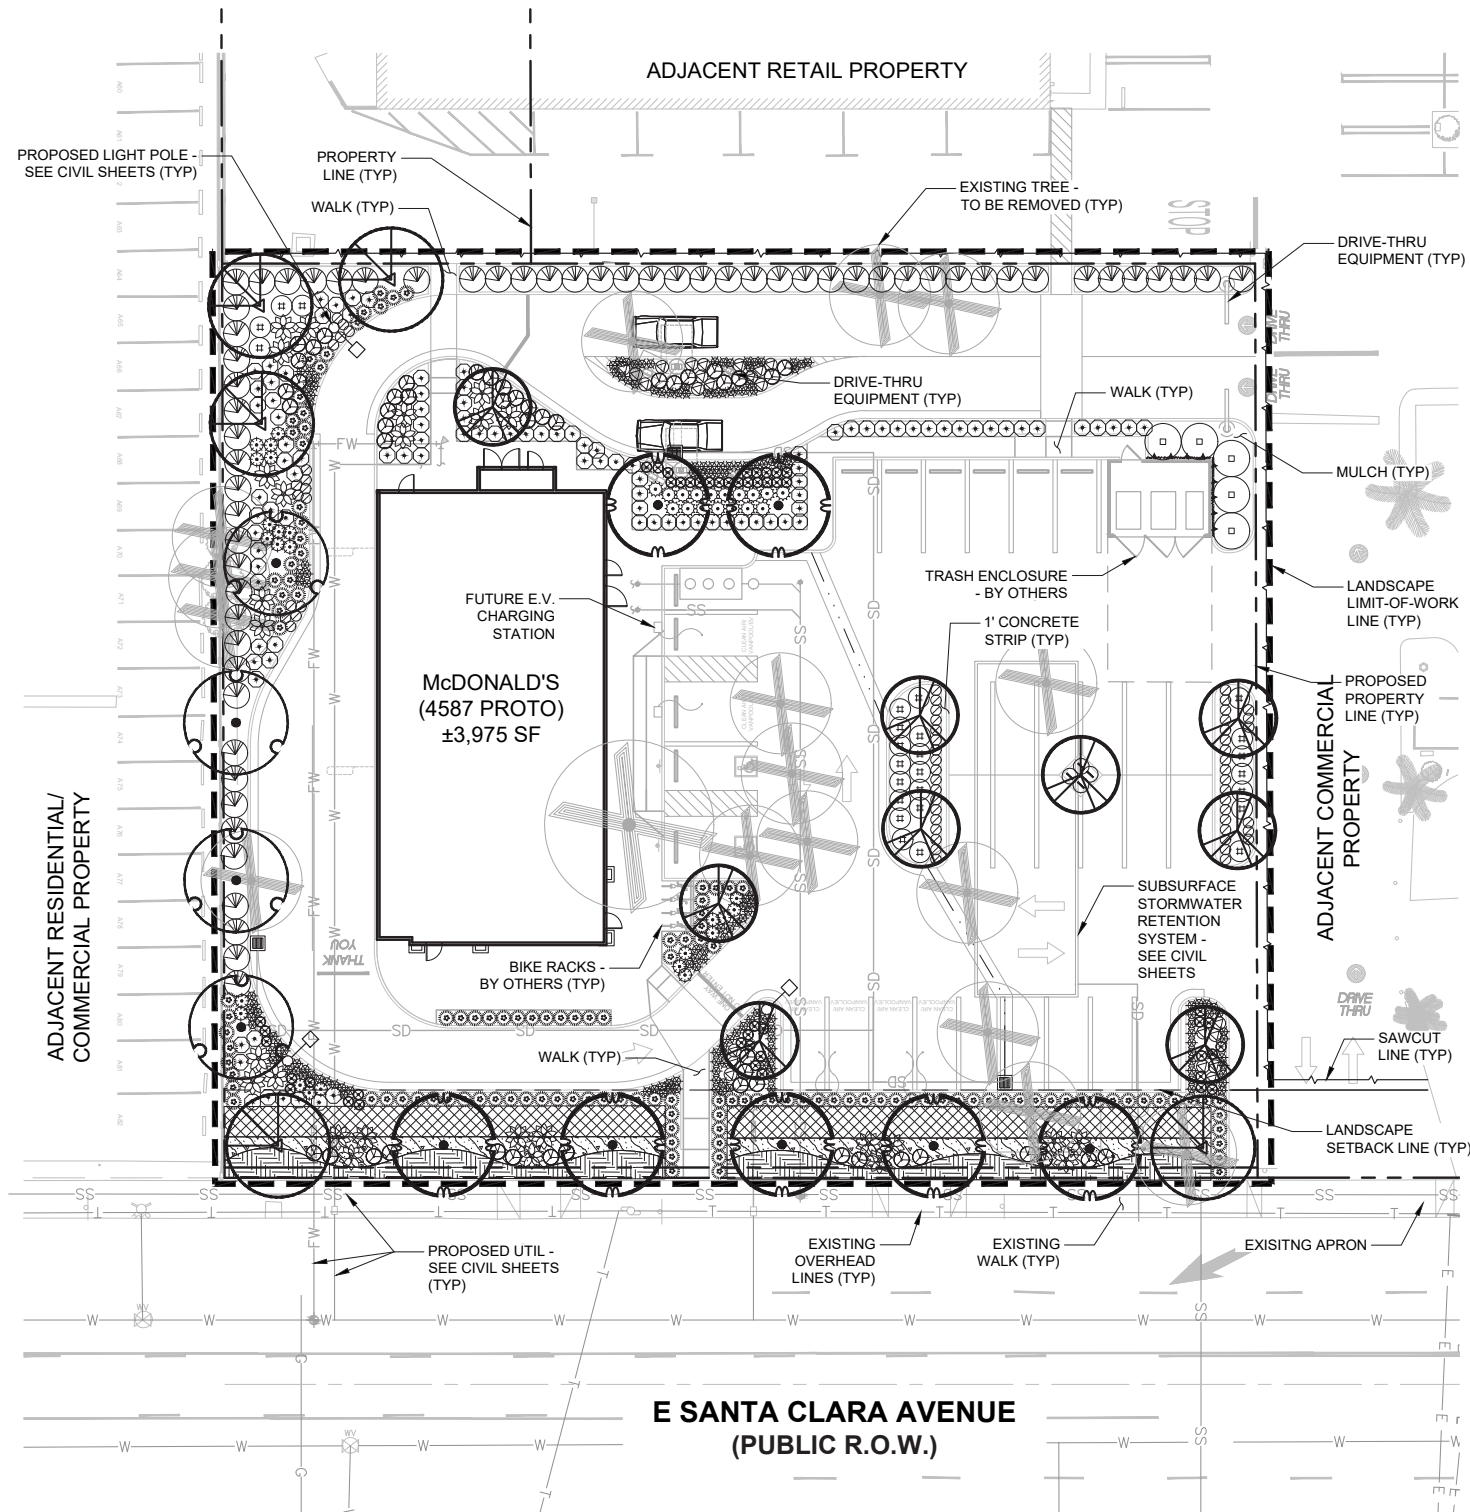 ADJACENT RETAIL PROPERTY
PROPOSED LIGHT POLE -
SEE CIVIL SHEETS (TYP)
PROPERTY
LINE (TYP)
WALK (TYP)
EXISTING TREE -
TO BE REMOVED (TYP)
STOP
DRIVE-THRU
EQUIPMENT (TYP)
DRIVE
THRU
DRIVE-THRU
EQUIPMENT (TYP)
WALK (TYP)
DRIVE
THRU
MULCH (TYP)
TRASH ENCLOSURE
- BY OTHERS
LANDSCAPE
LIMIT-OF-WORK
LINE (TYP)
FUTURE E.V.
CHARGING
STATION
1' CONCRETE
STRIP (TYP)
McDONALD'S
(4587 PROTO)
±3,975 SF
PROPOSED
PROPERTY
LINE (TYP)
ADJACENT COMMERCIAL
PROPERTY
ADJACENT RESIDENTIAL/
COMMERCIAL PROPERTY
SUBSURFACE
STORMWATER
RETENTION
SYSTEM -
SEE CIVIL
SHEETS
THANK
YOU
BIKE RACKS -
BY OTHERS (TYP)
DRIVE
THRU
WALK (TYP)
SAWCUT
LINE (TYP)
LANDSCAPE
SETBACK LINE (TYP)
PROPOSED UTIL -
SEE CIVIL SHEETS
(TYP)
EXISTING
OVERHEAD
LINES (TYP)
EXISTING
WALK (TYP)
EXISITNG APRON
E SANTA CLARA AVENUE
(PUBLIC R.O.W.)